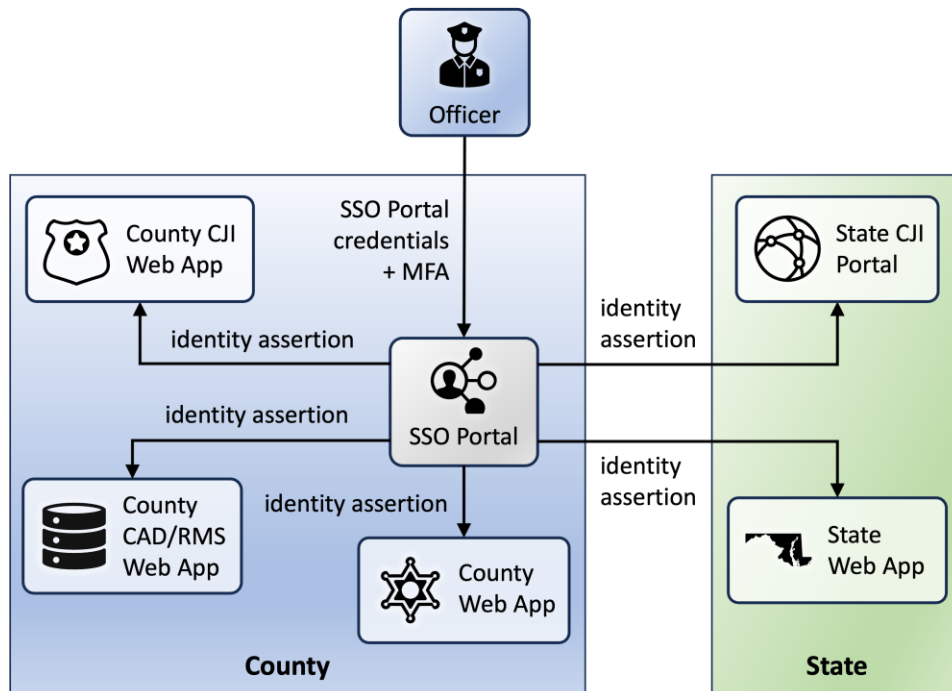 Officer
SSO Portal
credentials
+ MFA
County CJI
Web App
State CJI
Portal
identity assertion
identity
assertion
SSO Portal
identity assertion
identity
assertion
identity assertion
County
CAD/RMS
Web App
County
Web App
State
Web App
County
State